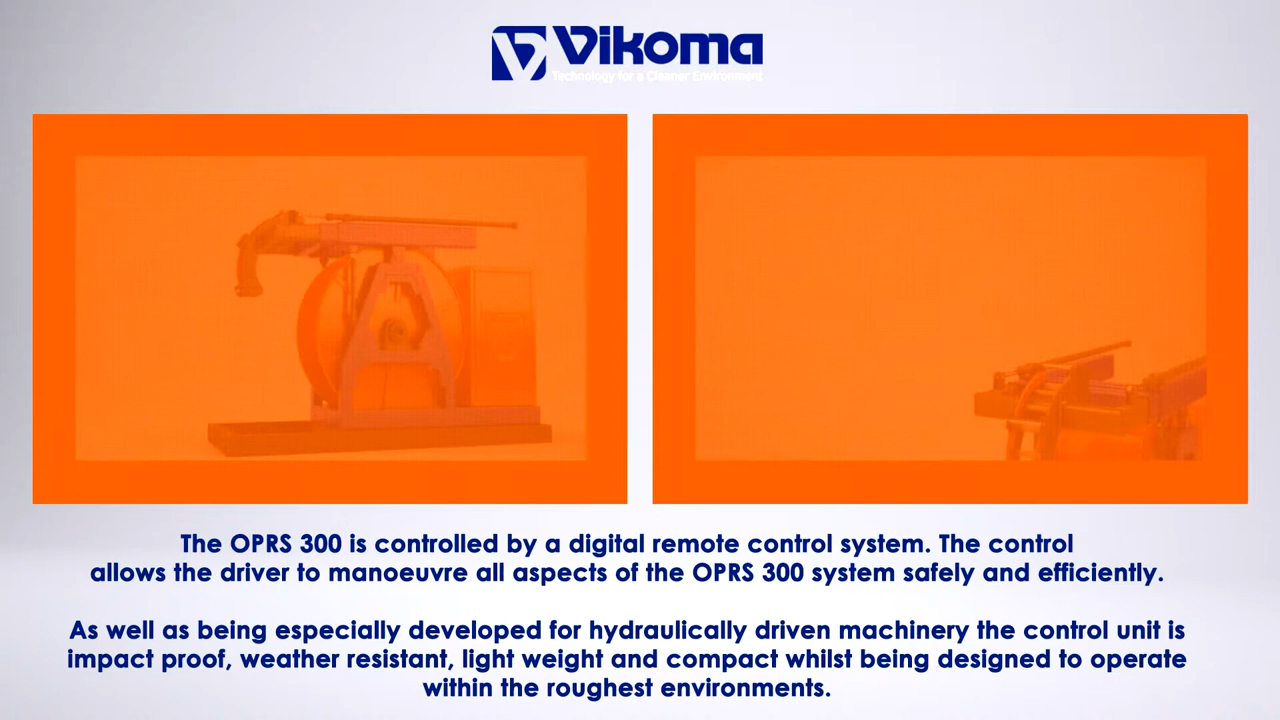 Vikoma
Technology for a Cleaner Environment
The OPRS 300 is controlled by a digital remote control system. The control
allows the driver to manoeuvre all aspects of the OPRS 300 system safely and efficiently.
As well as being especially developed for hydraulically driven machinery the control unit is
impact proof, weather resistant, light weight and compact whilst being designed to operate
within the roughest environments.